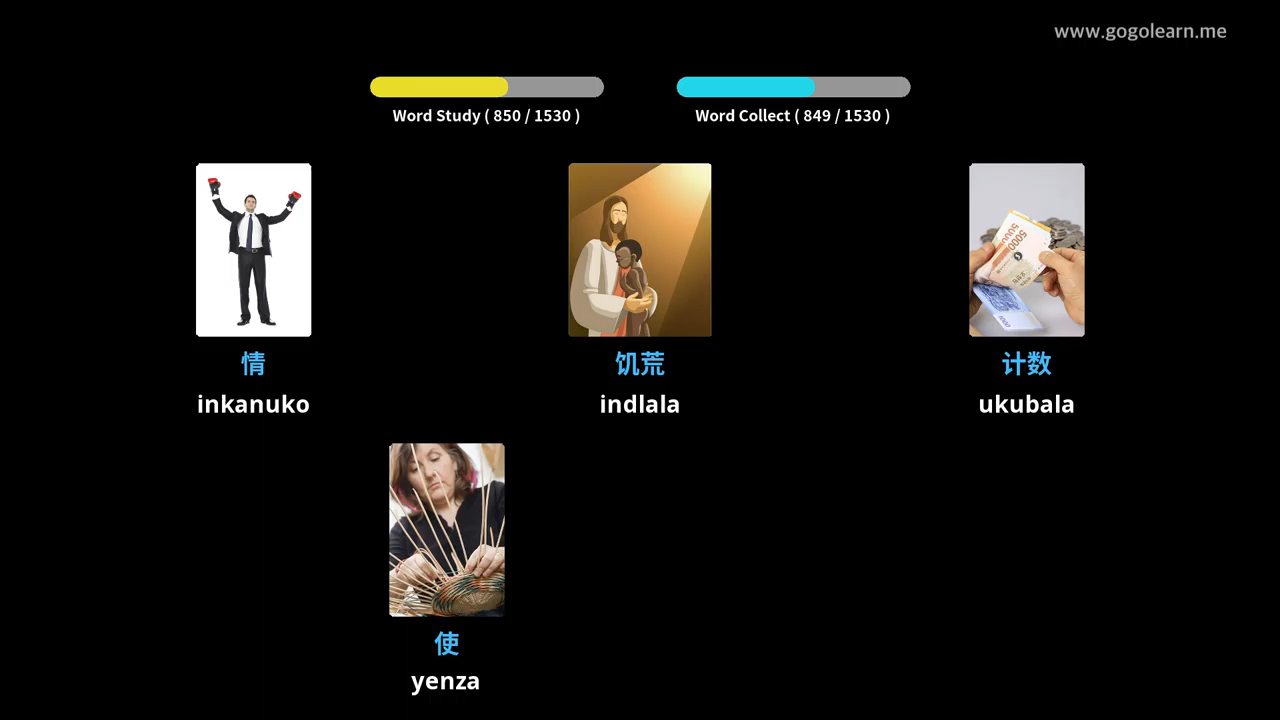 www.gogolearn.me
Word Study ( 850 / 1530 )
Word Collect ( 849 / 1530 )
情
inkanuko
饥荒
indlala
计数
ukubala
使
yenza